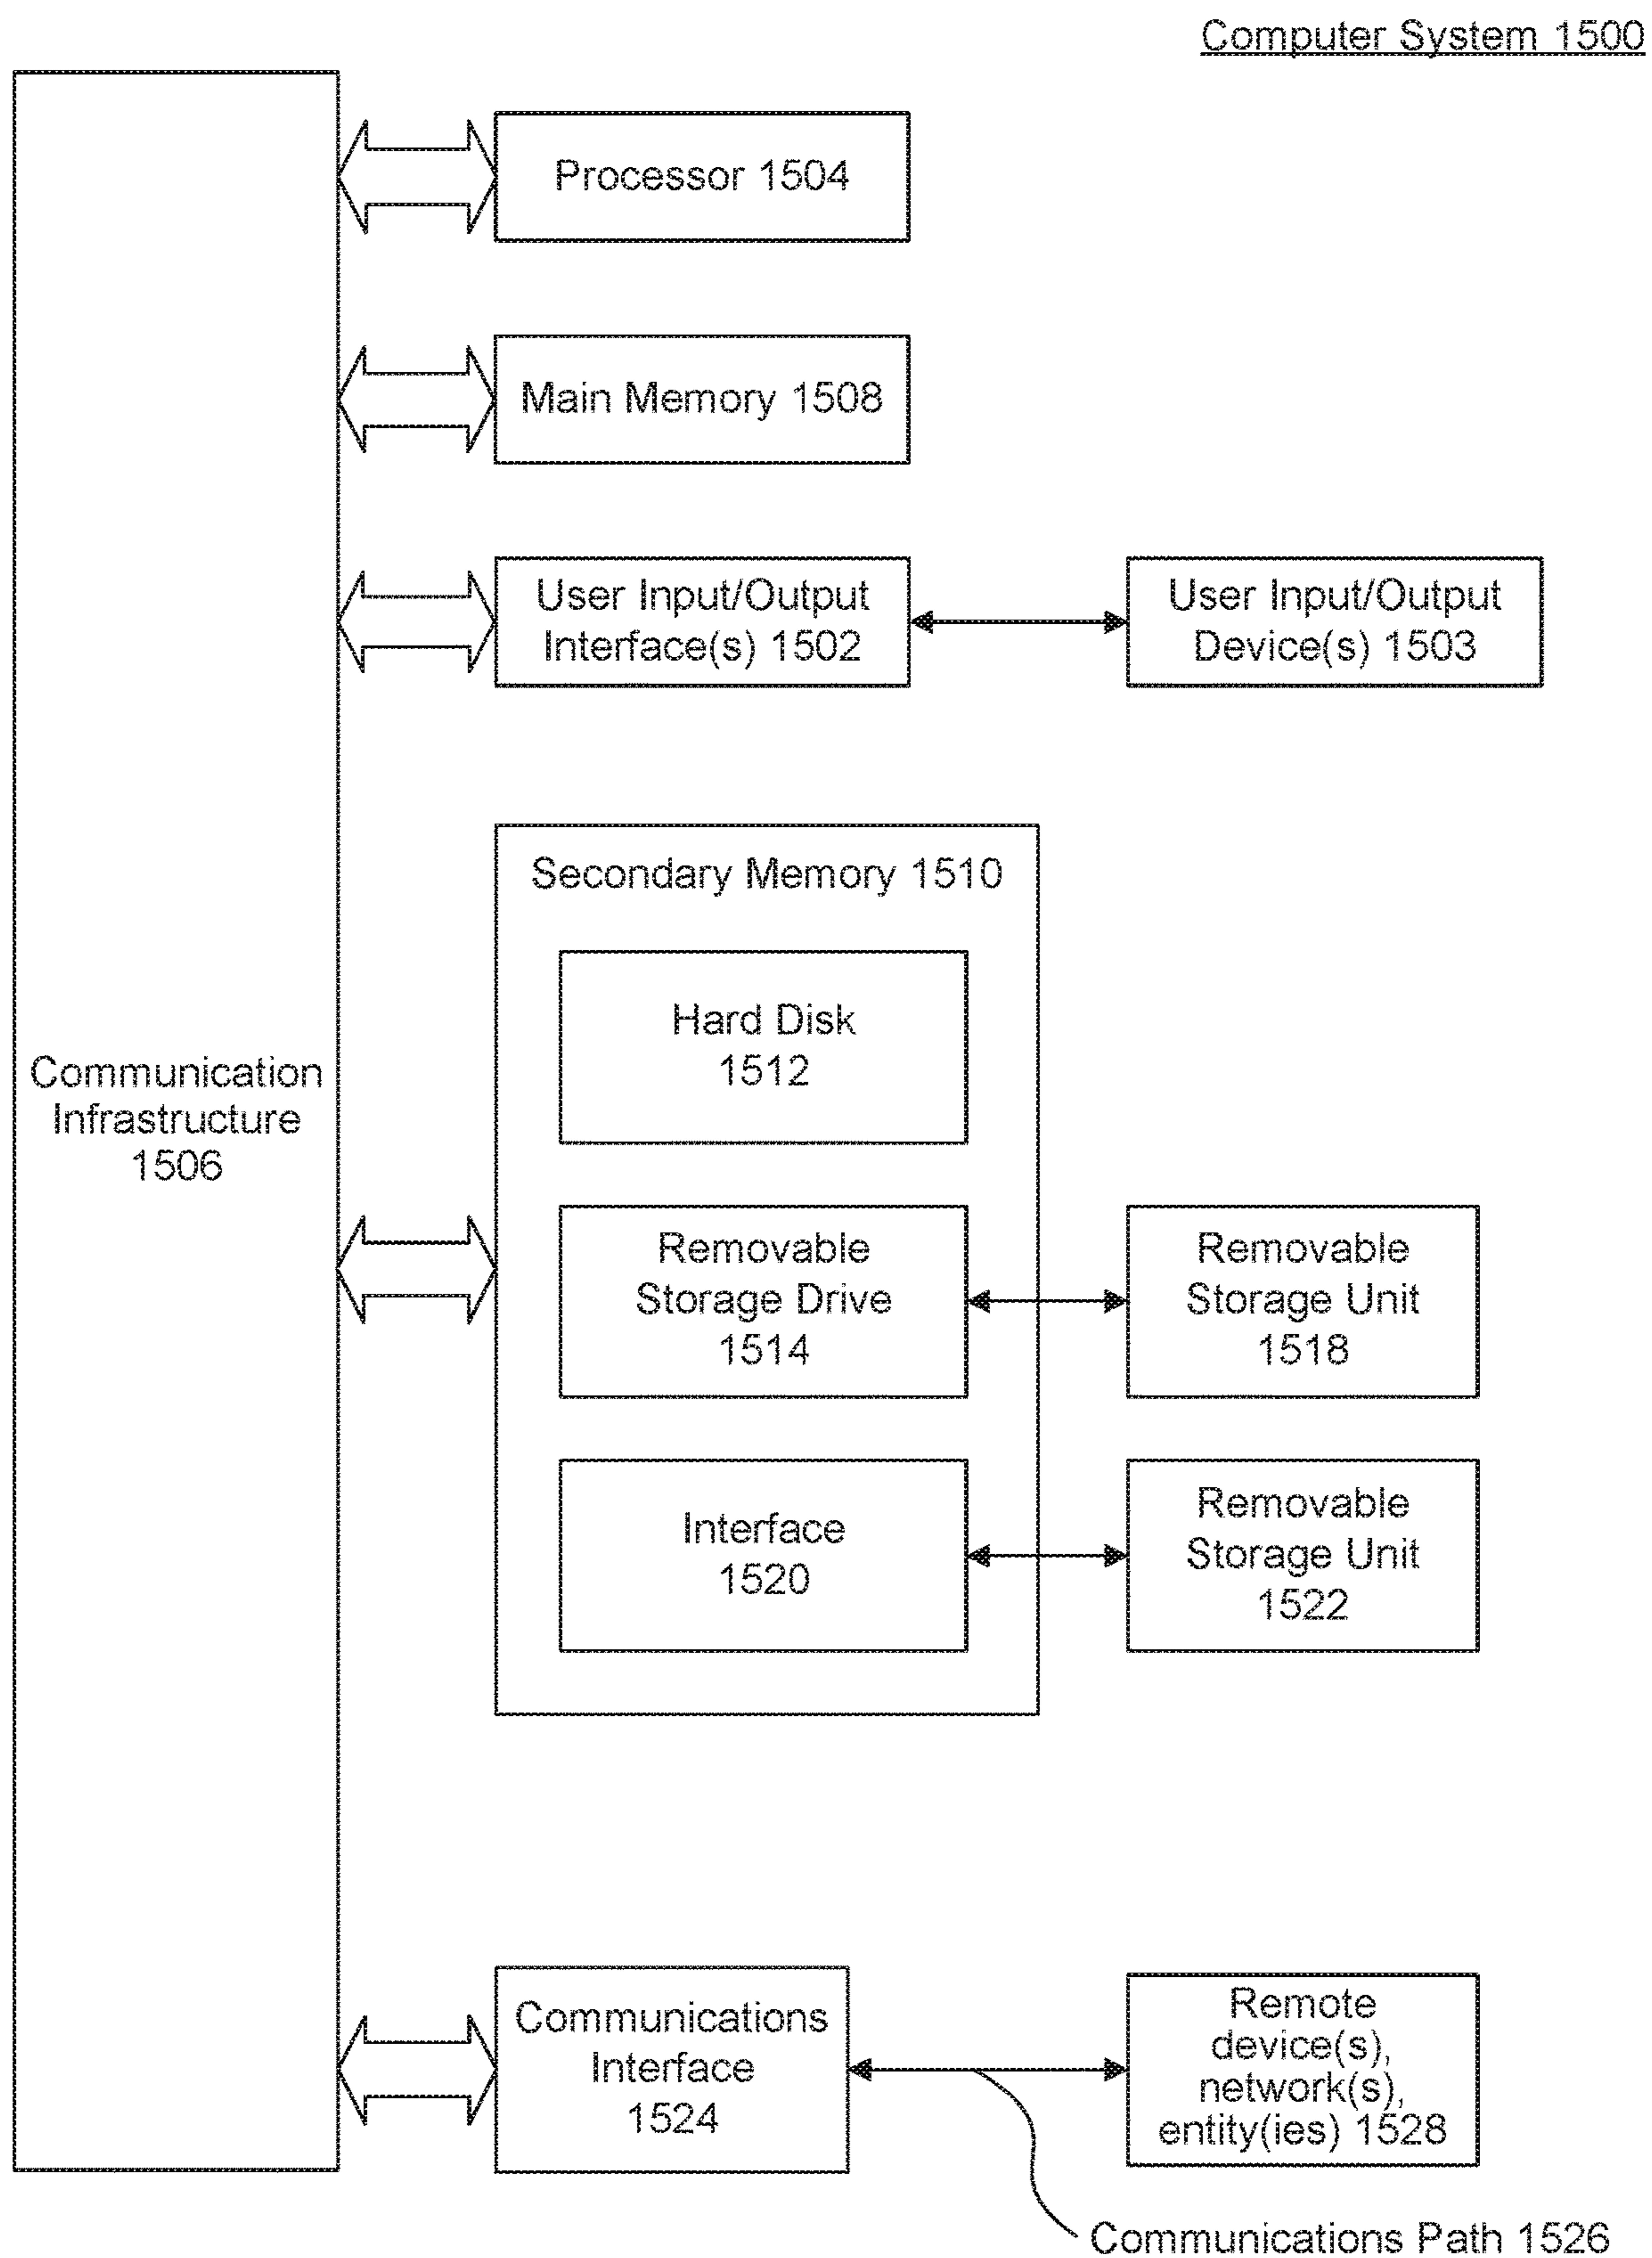 Computer System 1500
Processor 1504
Main Memory 1508
User Input/Output
Interface(s) 1502
User Input/Output
Device(s) 1503
Secondary Memory 1510
Hard Disk
1512
Communication
Infrastructure
1506
Removable
Storage Drive
1514
Removable
Storage Unit
1518
Interface
1520
Removable
Storage Unit
1522
Communications
Interface
1524
Remote
device(s),
network(s),
entity(ies) 1528
Communications Path 1526